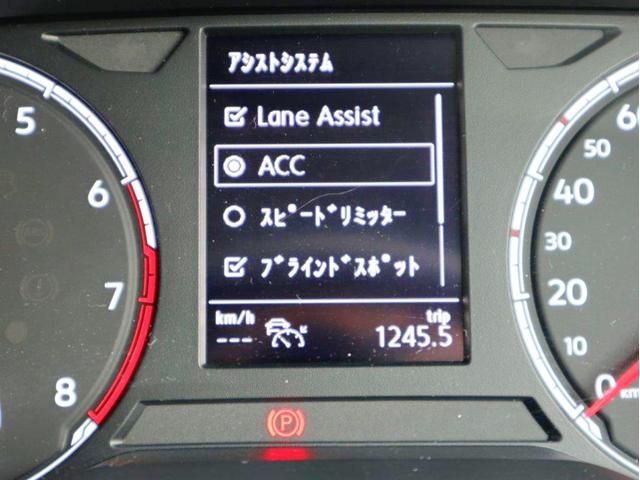 アシストシステム
Lane Assist
ACC
スピードリミッター
ブラインドスポット
km/h
trip
---
1245.5
5
6
7
8
60
50
40
30
20
10
0
km
P